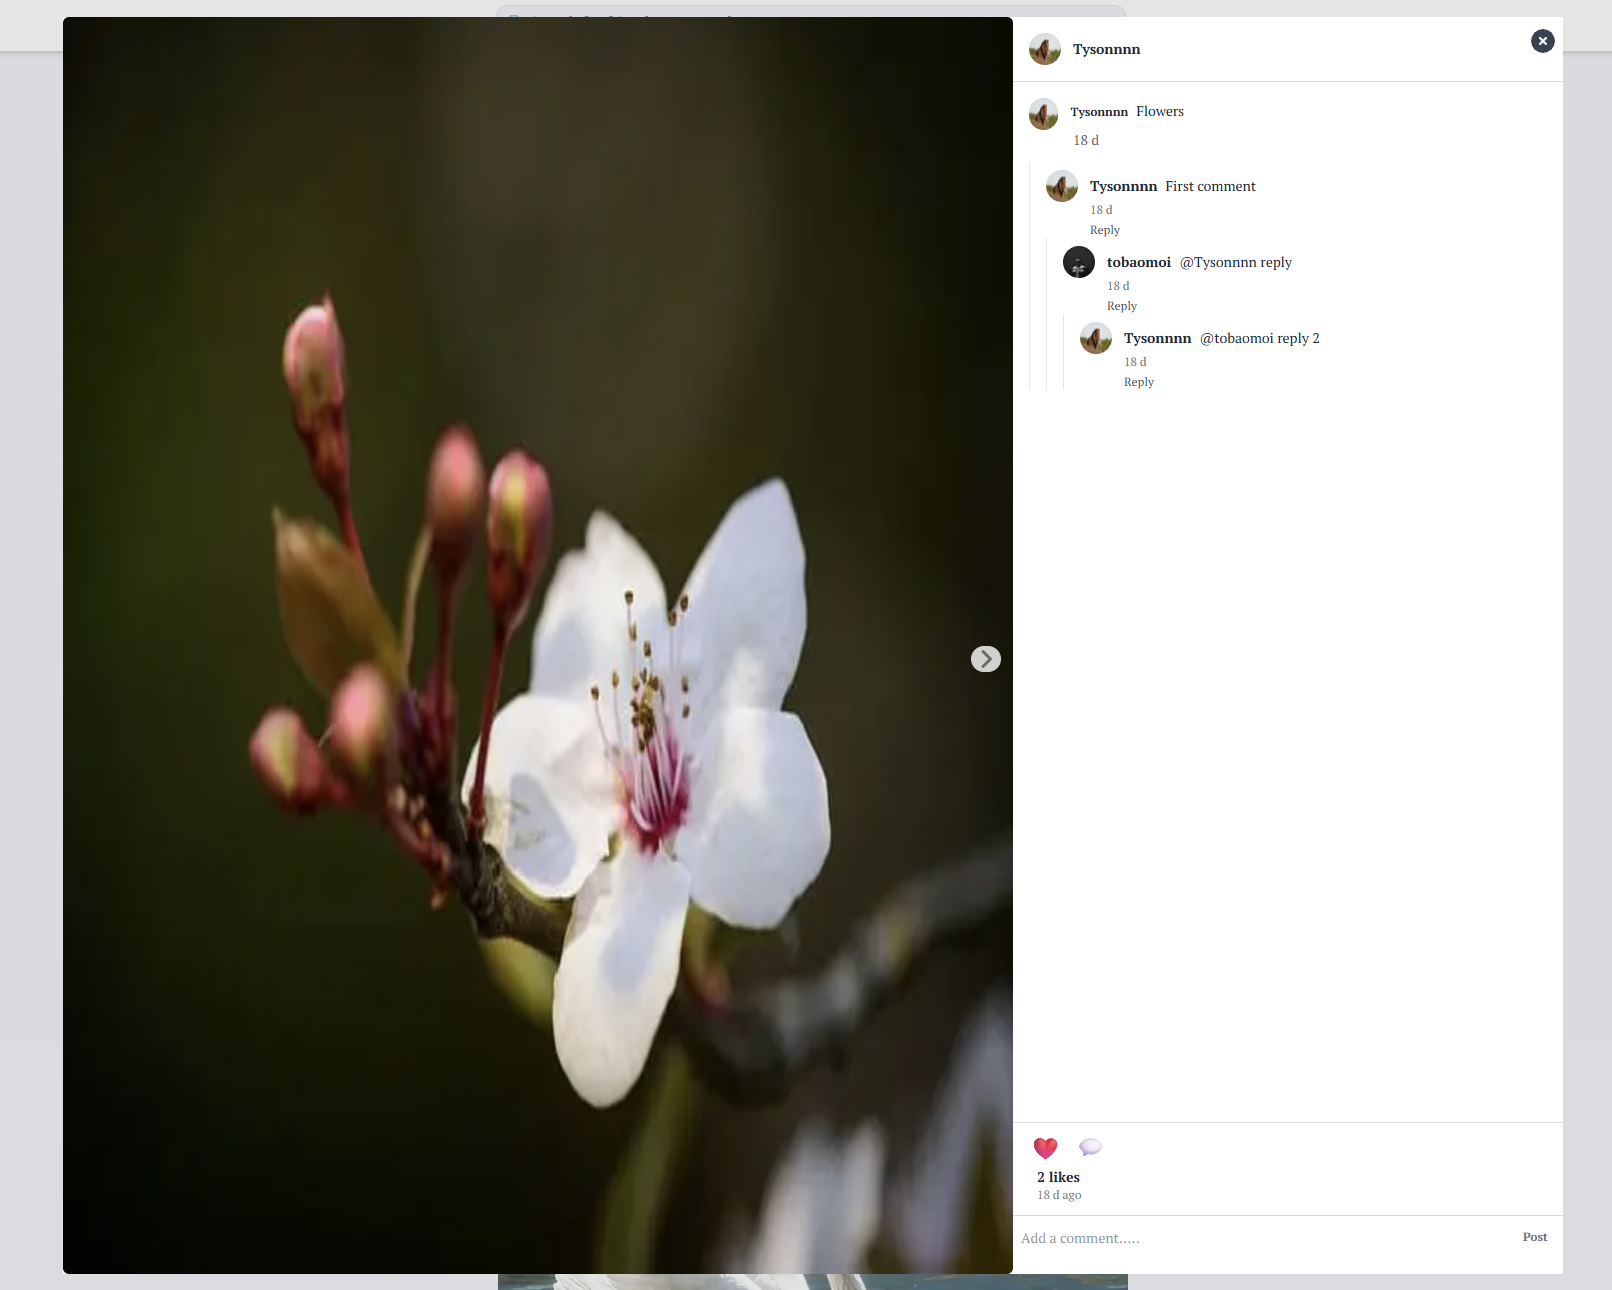 Tysonnnn
Tysonnnn Flowers
18 d
Tysonnnn First comment
18 d
Reply
tobaomoi @Tysonnnn reply
18 d
Reply
Tysonnnn @tobaomoi reply 2
18 d
Reply
2 likes
18 d ago
Add a comment.....
Post